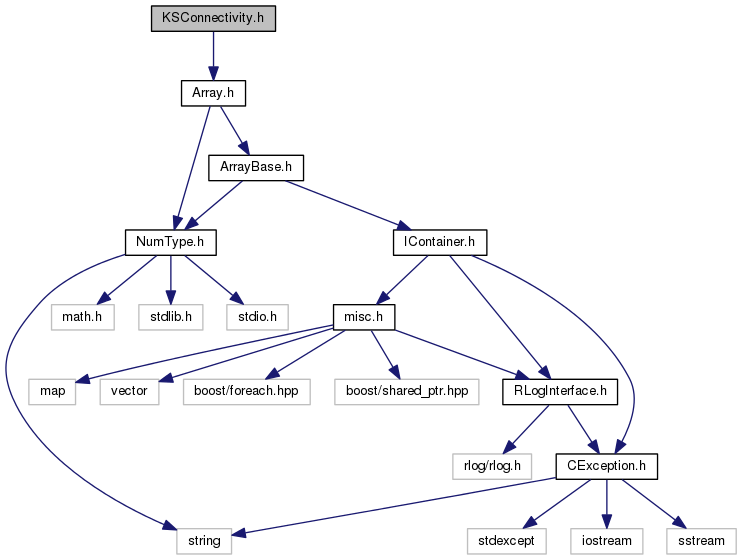 KSConnectivity.h
Array.h
ArrayBase.h
NumType.h
IContainer.h
math.h
stdlib.h
stdio.h
misc.h
map
vector
boost/foreach.hpp
boost/shared_ptr.hpp
RLogInterface.h
rlog/rlog.h
CException.h
string
stdexcept
iostream
sstream